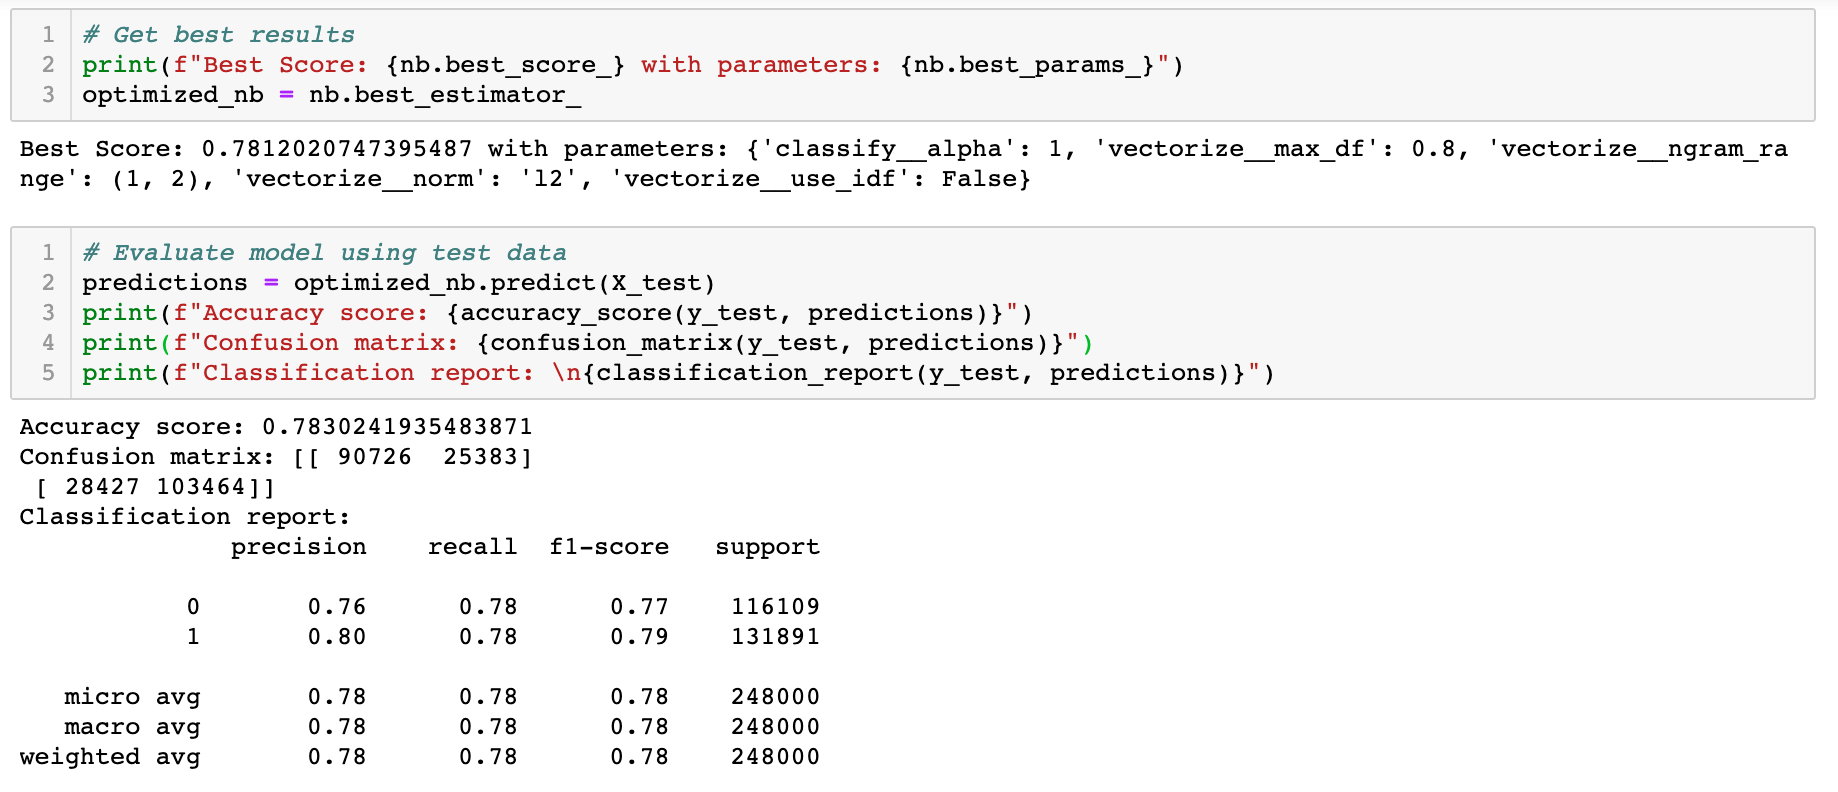 1 # Get best results
2 print(f"Best Score: {nb.best_score_} with parameters: {nb.best_params_}")
3 optimized_nb = nb.best_estimator_
Best Score: 0.7812020747395487 with parameters: {'classify__alpha': 1, 'vectorize__max_df': 0.8, 'vectorize__ngram_ra
nge': (1, 2), 'vectorize__norm': 'l2', 'vectorize__use_idf': False}
1 # Evaluate model using test data
2 predictions = optimized_nb.predict(X_test)
3 print(f"Accuracy score: {accuracy_score(y_test, predictions)}")
4 print(f"Confusion matrix: {confusion_matrix(y_test, predictions)}")
5 print(f"Classification report: \n{classification_report(y_test, predictions)}")
Accuracy score: 0.7830241935483871
Confusion matrix: [[ 90726  25383]
 [ 28427 103464]]
Classification report:
              precision    recall  f1-score   support
           0       0.76      0.78      0.77    116109
           1       0.80      0.78      0.79    131891
   micro avg       0.78      0.78      0.78    248000
   macro avg       0.78      0.78      0.78    248000
weighted avg       0.78      0.78      0.78    248000